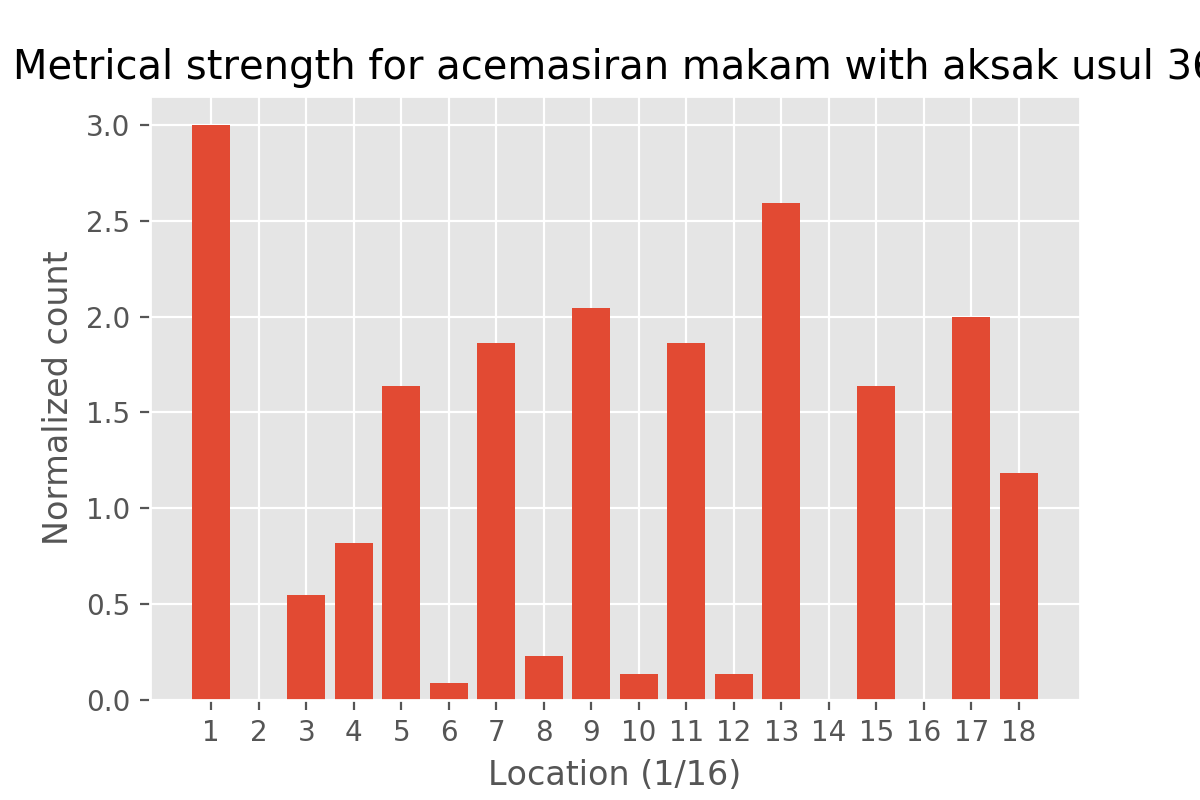 Metrical strength for acemasiran makam with aksak usul 36
3.0
2.5
2.0
1.5
1.0
0.5
0.0
Normalized count
1 2 3 4 5 6 7 8 9 10 11 12 13 14 15 16 17 18
Location (1/16)